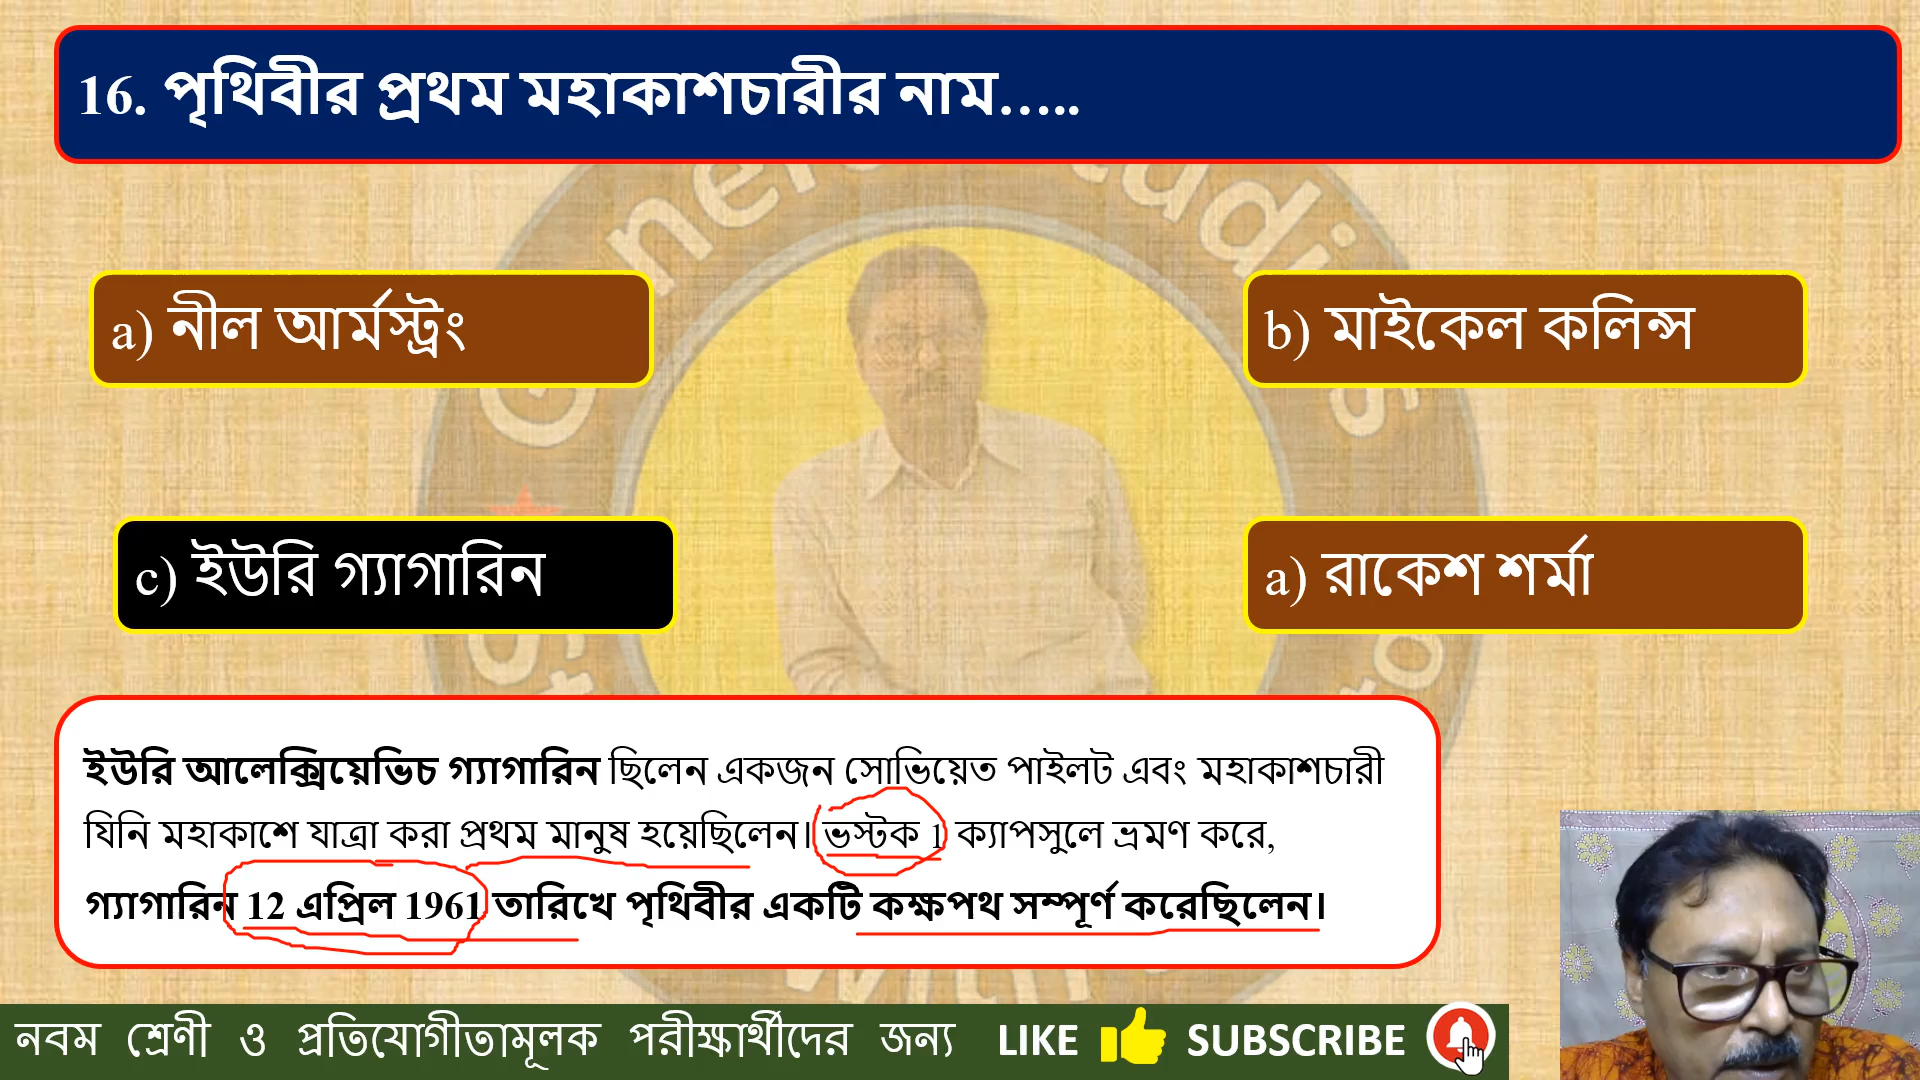 16. পৃথিবীর প্রথম মহাকাশচারীর নাম.....
a) নীল আর্মস্ট্রং
b) মাইকেল কলিন্স
c) ইউরি গ্যাগারিন
a) রাকেশ শর্মা
ইউরি আলেক্সিয়েভিচ গ্যাগারিন ছিলেন একজন সোভিয়েত পাইলট এবং মহাকাশচারী
যিনি মহাকাশে যাত্রা করা প্রথম মানুষ হয়েছিলেন। ভস্টক 1 ক্যাপসুলে ভ্রমণ করে,
গ্যাগারিন 12 এপ্রিল 1961 তারিখে পৃথিবীর একটি কক্ষপথ সম্পূর্ণ করেছিলেন।
নবম শ্রেণী ও প্রতিযোগীতামূলক পরীক্ষার্থীদের জন্য LIKE SUBSCRIBE